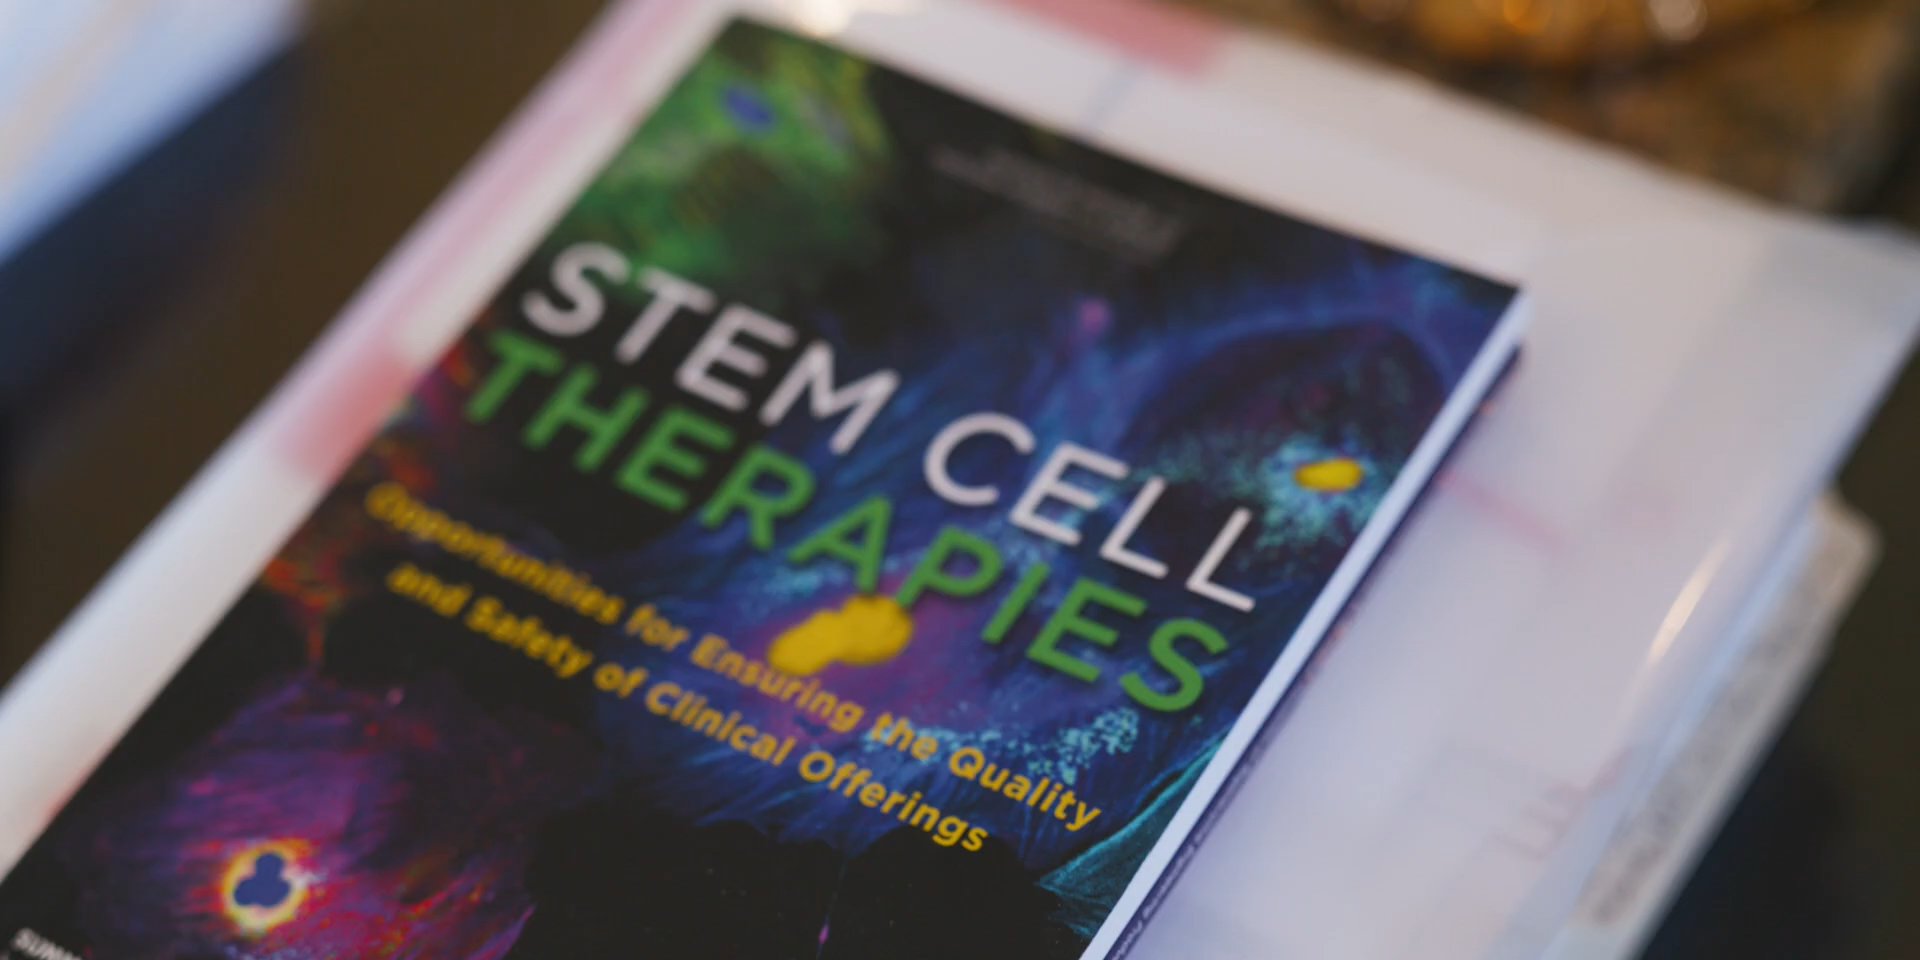 STEM CELL
THERAPIES
Opportunities for Ensuring the Quality
and Safety of Clinical Offerings